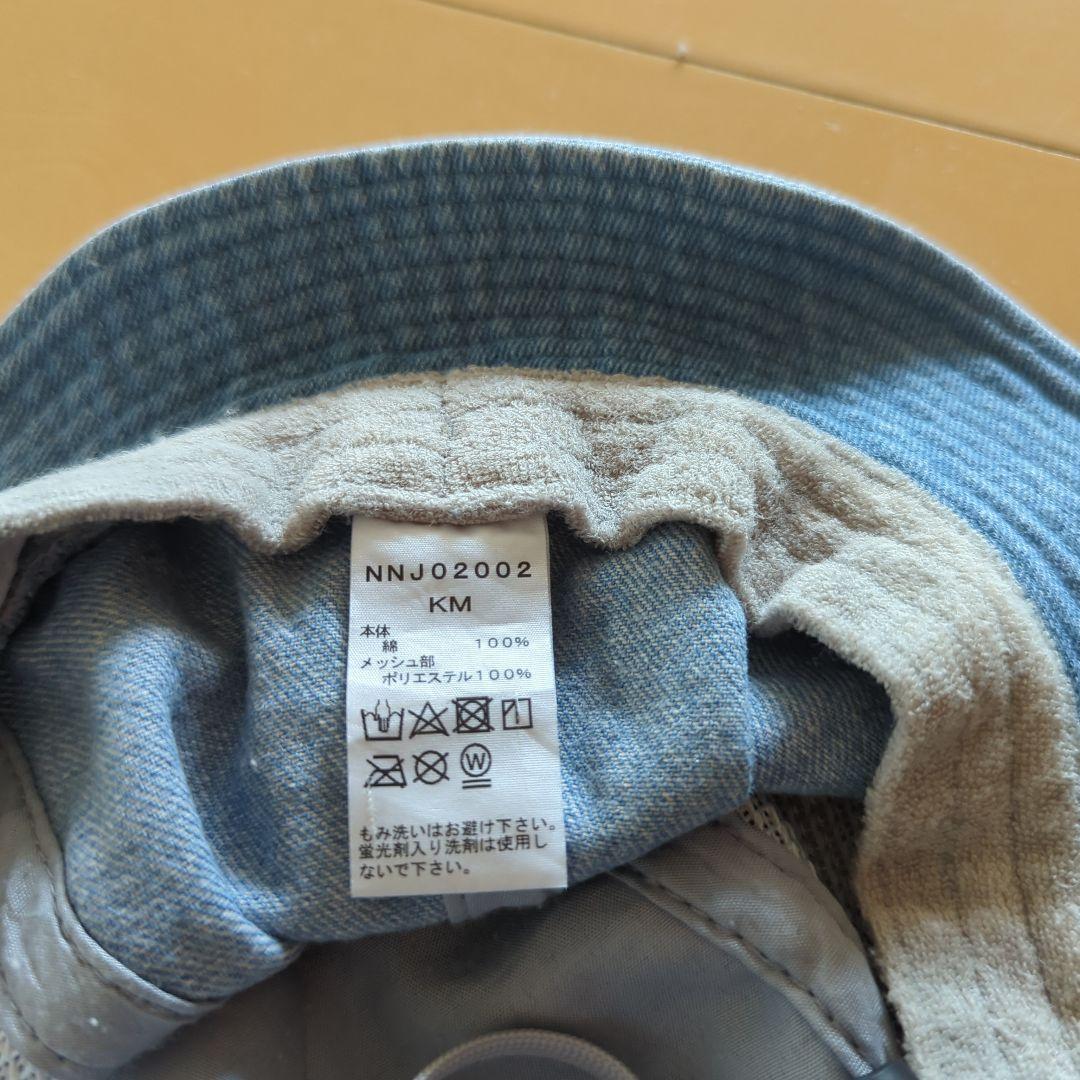 NNJ02002
KM
本体
綿 100%
メッシュ部
ポリエステル100%
W
もみ洗いはお避け下さい。
蛍光剤入り洗剤は使用し
ないで下さい。